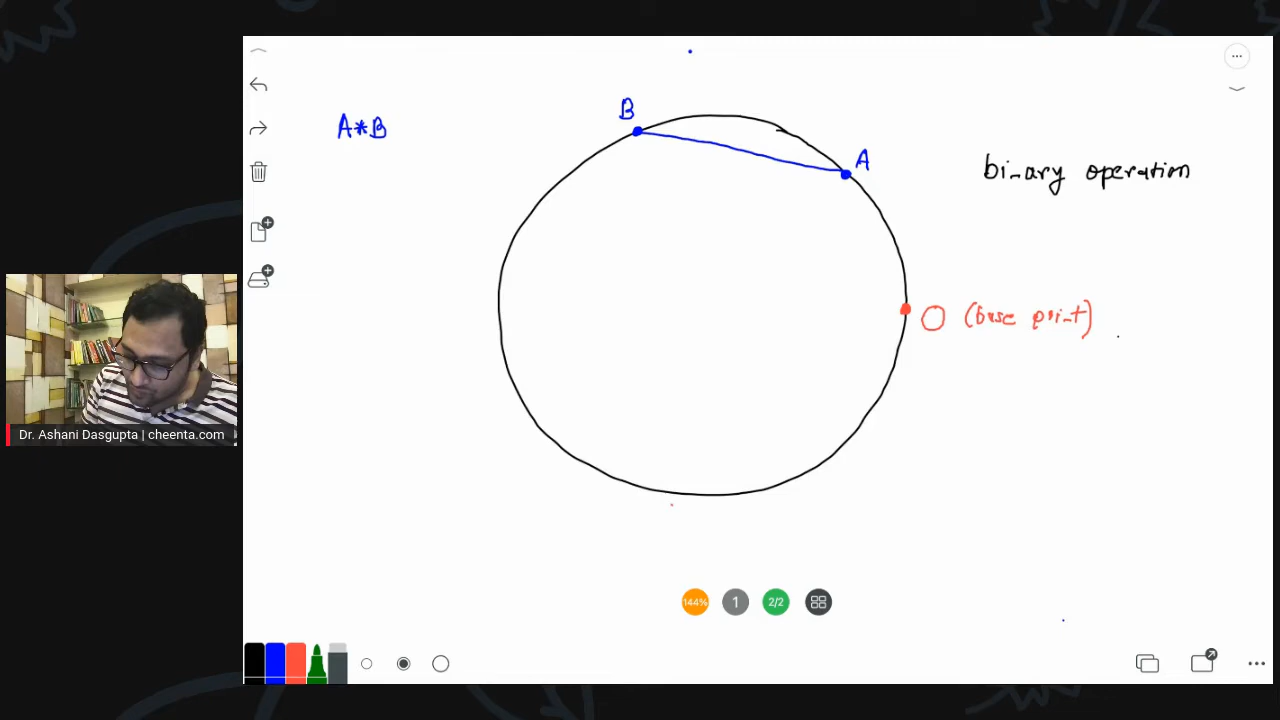 B
A*B
A
binary operation
O (base point)
Dr. Ashani Dasgupta | cheenta.com
144%
1
2/2